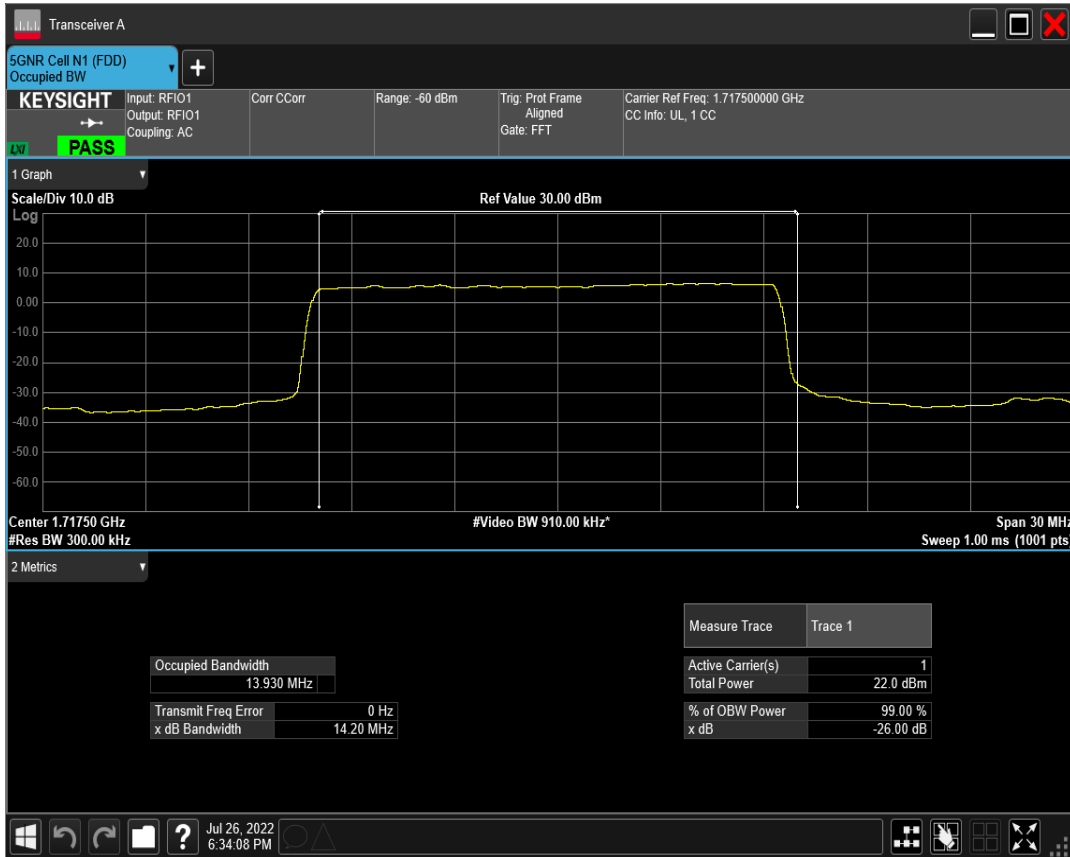 Transceiver A
5GNR Cell N1 (FDD)
Occupied BW
+
KEYSIGHT
LXI
PASS
Input: RFIO1
Output: RFIO1
Coupling: AC
Corr CCorr
Range: -60 dBm
Trig: Prot Frame
Aligned
Gate: FFT
Carrier Ref Freq: 1.717500000 GHz
CC Info: UL, 1 CC
1 Graph
Scale/Div 10.0 dB
Ref Value 30.00 dBm
Log
20.0
10.0
0.00
-10.0
-20.0
-30.0
-40.0
-50.0
-60.0
Center 1.71750 GHz
#Video BW 910.00 kHz*
Span 30 MHz
#Res BW 300.00 kHz
Sweep 1.00 ms (1001 pts)
2 Metrics
Measure Trace Trace 1
Occupied Bandwidth
13.930 MHz
Active Carrier(s) 1
Total Power 22.0 dBm
Transmit Freq Error 0 Hz
x dB Bandwidth 14.20 MHz
% of OBW Power 99.00 %
x dB -26.00 dB
?
Jul 26, 2022
6:34:08 PM